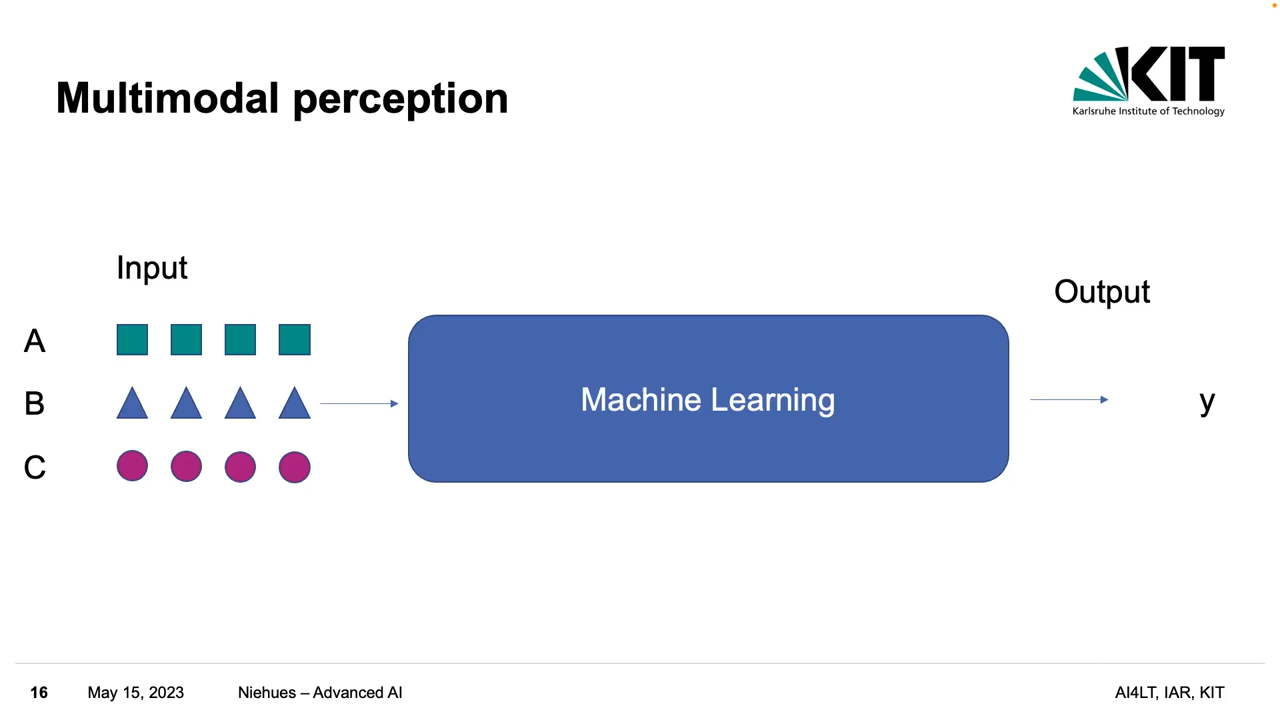 Multimodal perception
KIT
Karlsruhe Institute of Technology
Input
Output
A
B
C
Machine Learning
y
16
May 15, 2023
Niehues – Advanced AI
AI4LT, IAR, KIT